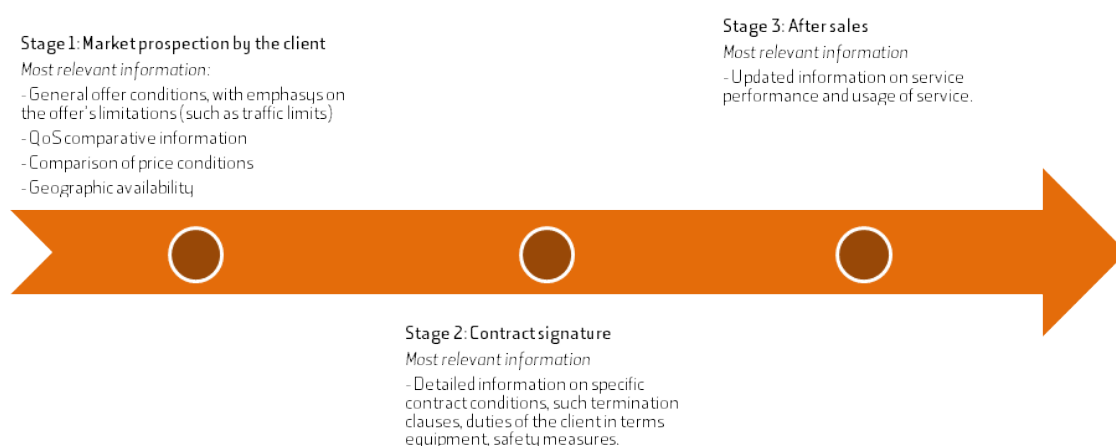 Stage 1: Market prospection by the client
Most relevant information:
- General offer conditions, with emphasys on
the offer's limitations (such as traffic limits)
- QoS comparative information
- Comparison of price conditions
- Geographic availability
Stage 2: Contract signature
Most relevant information
- Detailed information on specific
contract conditions, such termination
clauses, duties of the client in terms
equipment, safety measures.
Stage 3: After sales
Most relevant information
- Updated information on service
performance and usage of service.